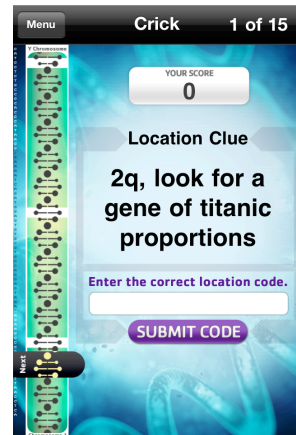 Menu
Crick
1 of 15
Y Chromosome
YOUR SCORE
0
Location Clue
2q, look for a
gene of titanic
proportions
Enter the correct location code.
SUBMIT CODE
Next